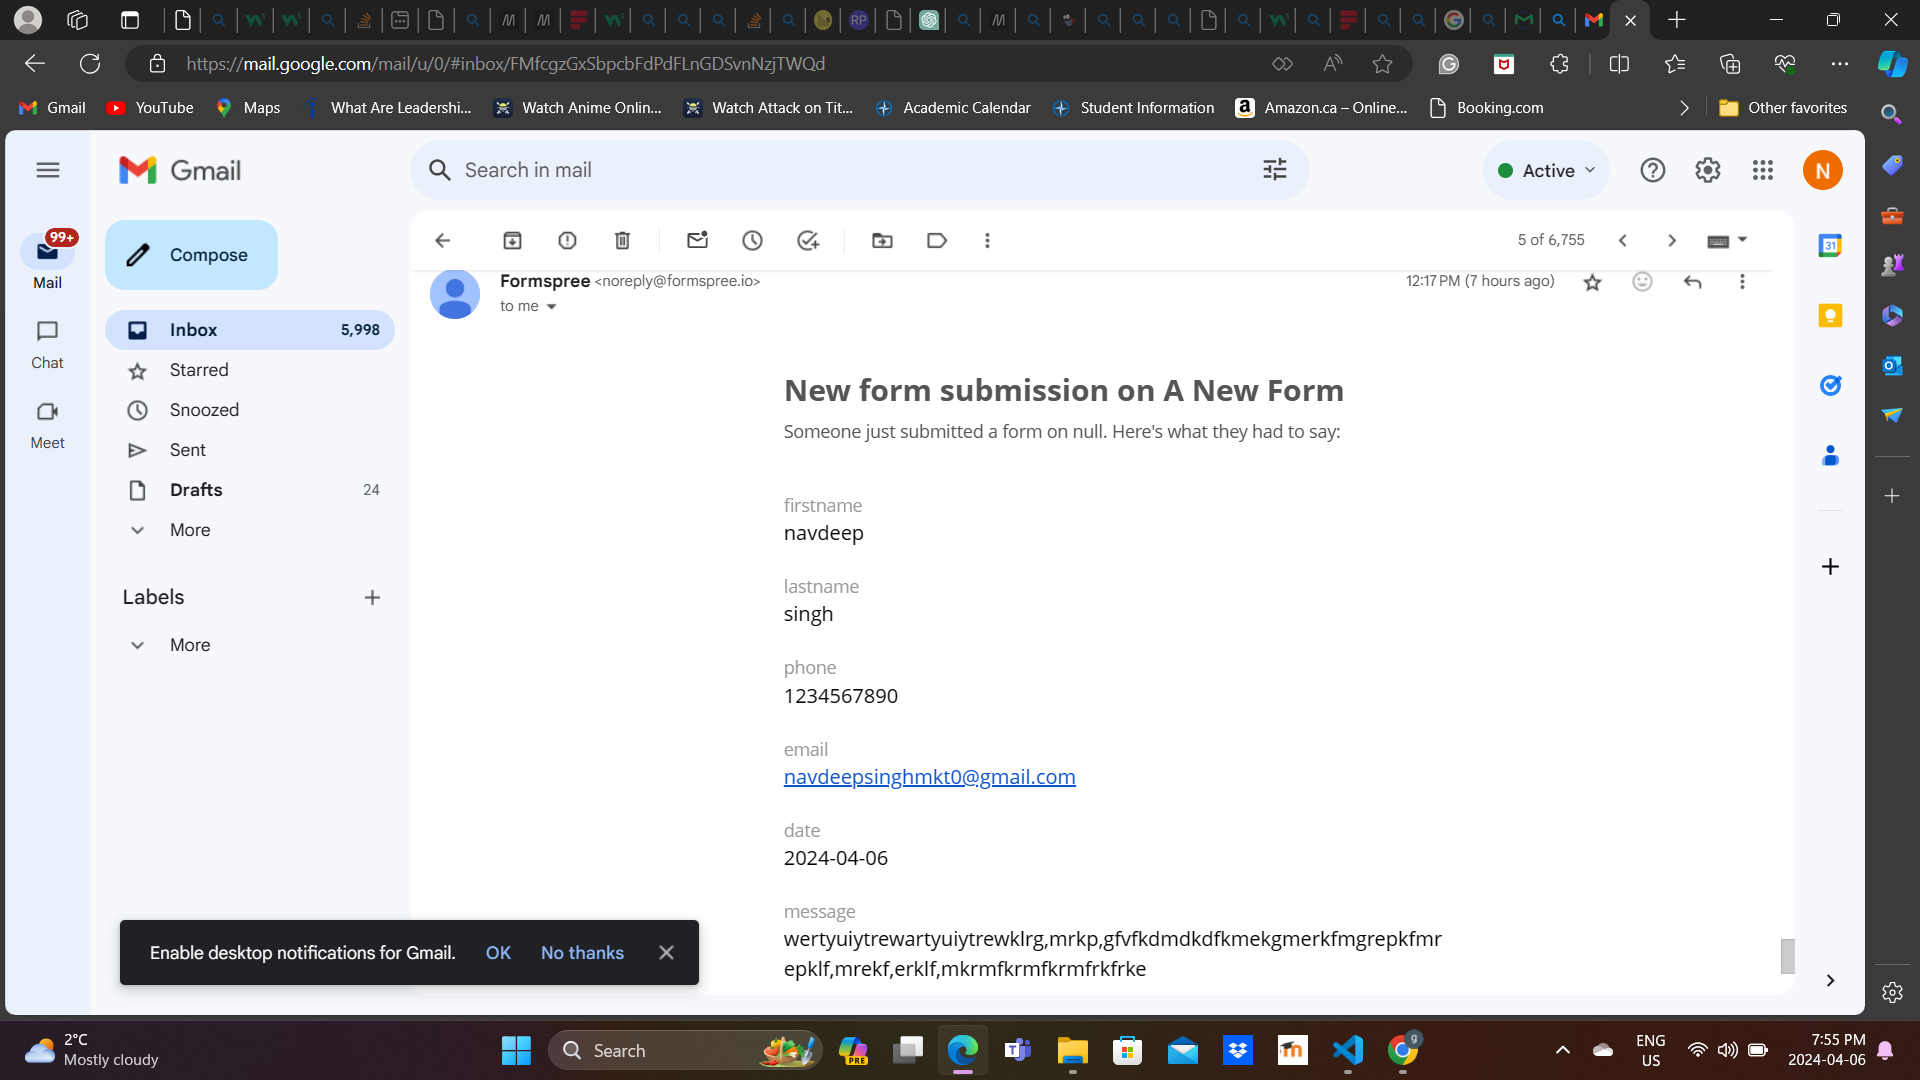 RP
https://mail.google.com/mail/u/0/#inbox/FMfcgzGxSbpcbFdPdFLnGDSvnNzjTWQd
Gmail
YouTube
Maps
What Are Leadershi...
Watch Anime Onlin...
Watch Attack on Tit...
Academic Calendar
Student Information
Amazon.ca – Online...
Booking.com
Other favorites
Gmail
Search in mail
Active
N
99+
Mail
Compose
5 of 6,755
31
Formspree <noreply@formspree.io>
12:17 PM (7 hours ago)
to me
Inbox 5,998
Chat
Starred
Snoozed
Meet
Sent
Drafts 24
More
Labels
More
New form submission on A New Form
Someone just submitted a form on null. Here's what they had to say:
firstname
navdeep
lastname
singh
phone
1234567890
email
navdeepsinghmkt0@gmail.com
date
2024-04-06
message
wertyuiytrewartyuiytrewklrg,mrkp,gfvfkdmdkdfkmekgmerkfmgrepkfmr
epklf,mrekf,erklf,mkrmfkrmfkrmfrkfrke
Enable desktop notifications for Gmail. OK No thanks
2°C
Mostly cloudy
Search
PRE
g
ENG
US
7:55 PM
2024-04-06